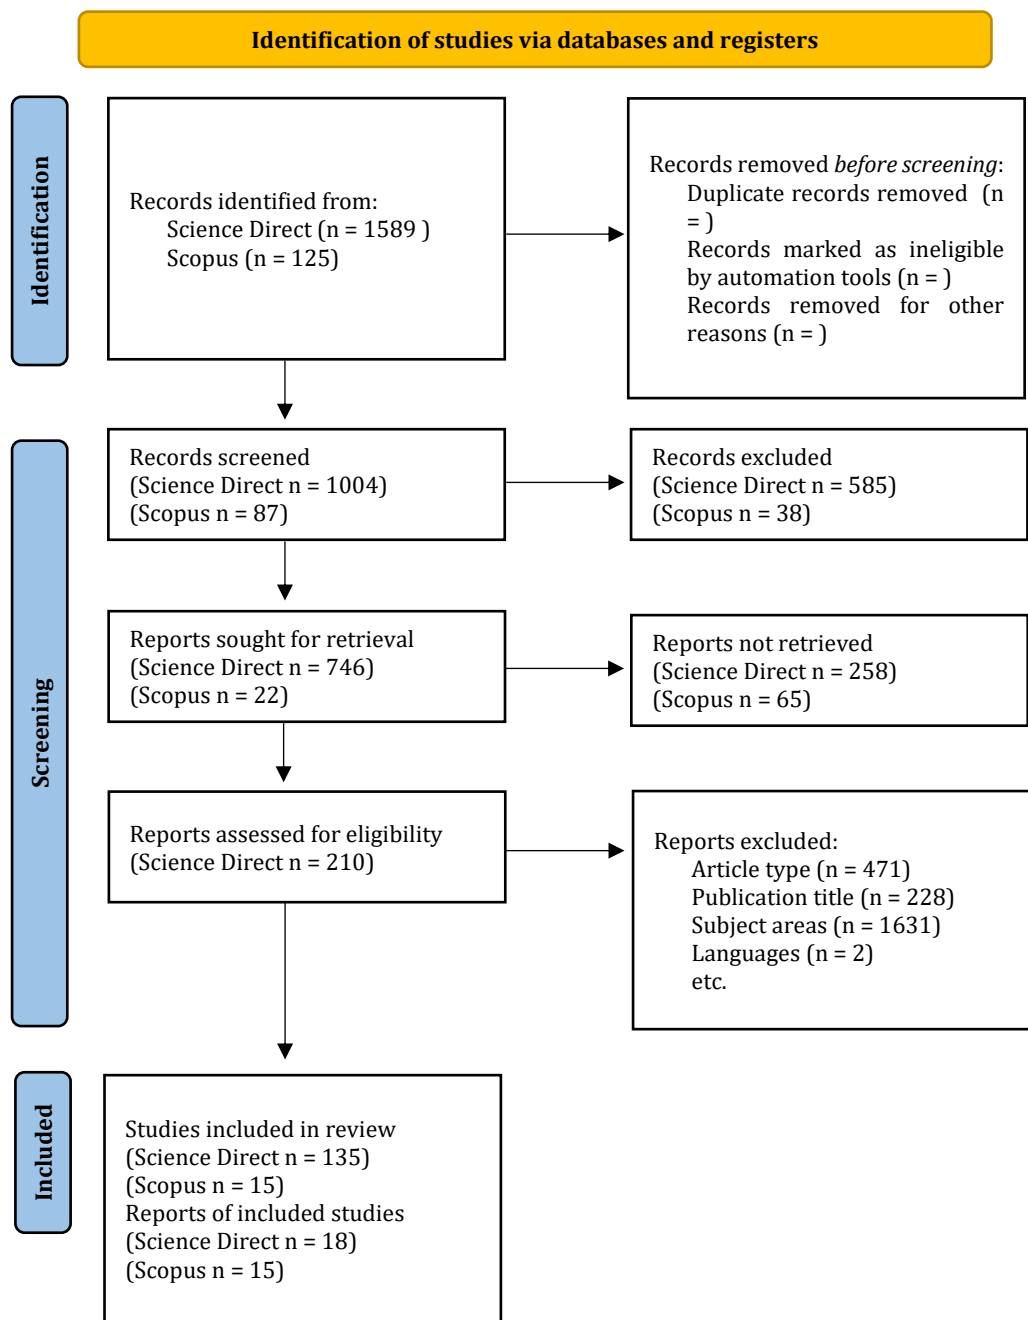 Identification of studies via databases and registers
Identification
Records identified from:
Science Direct (n = 1589 )
Scopus (n = 125)
Records removed before screening:
Duplicate records removed (n
= )
Records marked as ineligible
by automation tools (n = )
Records removed for other
reasons (n = )
Screening
Records screened
(Science Direct n = 1004)
(Scopus n = 87)
Records excluded
(Science Direct n = 585)
(Scopus n = 38)
Reports sought for retrieval
(Science Direct n = 746)
(Scopus n = 22)
Reports not retrieved
(Science Direct n = 258)
(Scopus n = 65)
Reports assessed for eligibility
(Science Direct n = 210)
Reports excluded:
Article type (n = 471)
Publication title (n = 228)
Subject areas (n = 1631)
Languages (n = 2)
etc.
Included
Studies included in review
(Science Direct n = 135)
(Scopus n = 15)
Reports of included studies
(Science Direct n = 18)
(Scopus n = 15)